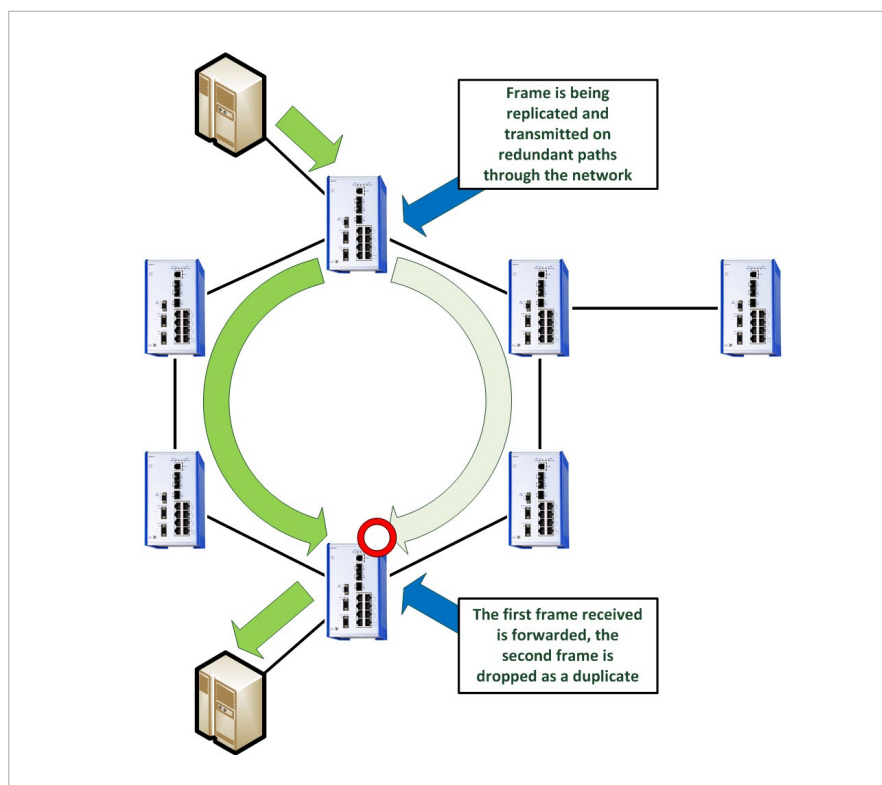 Frame is being
replicated and
transmitted on
redundant paths
through the network
The first frame received
is forwarded, the
second frame is
dropped as a duplicate